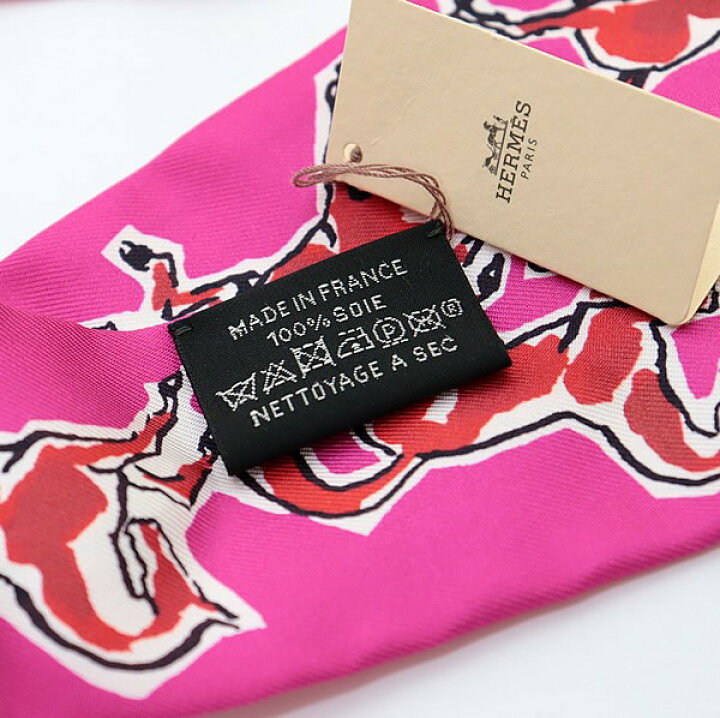 HERMÈS
PARIS
MADE IN FRANCE
100% SOIE
P ®
NETTOYAGE A SEC